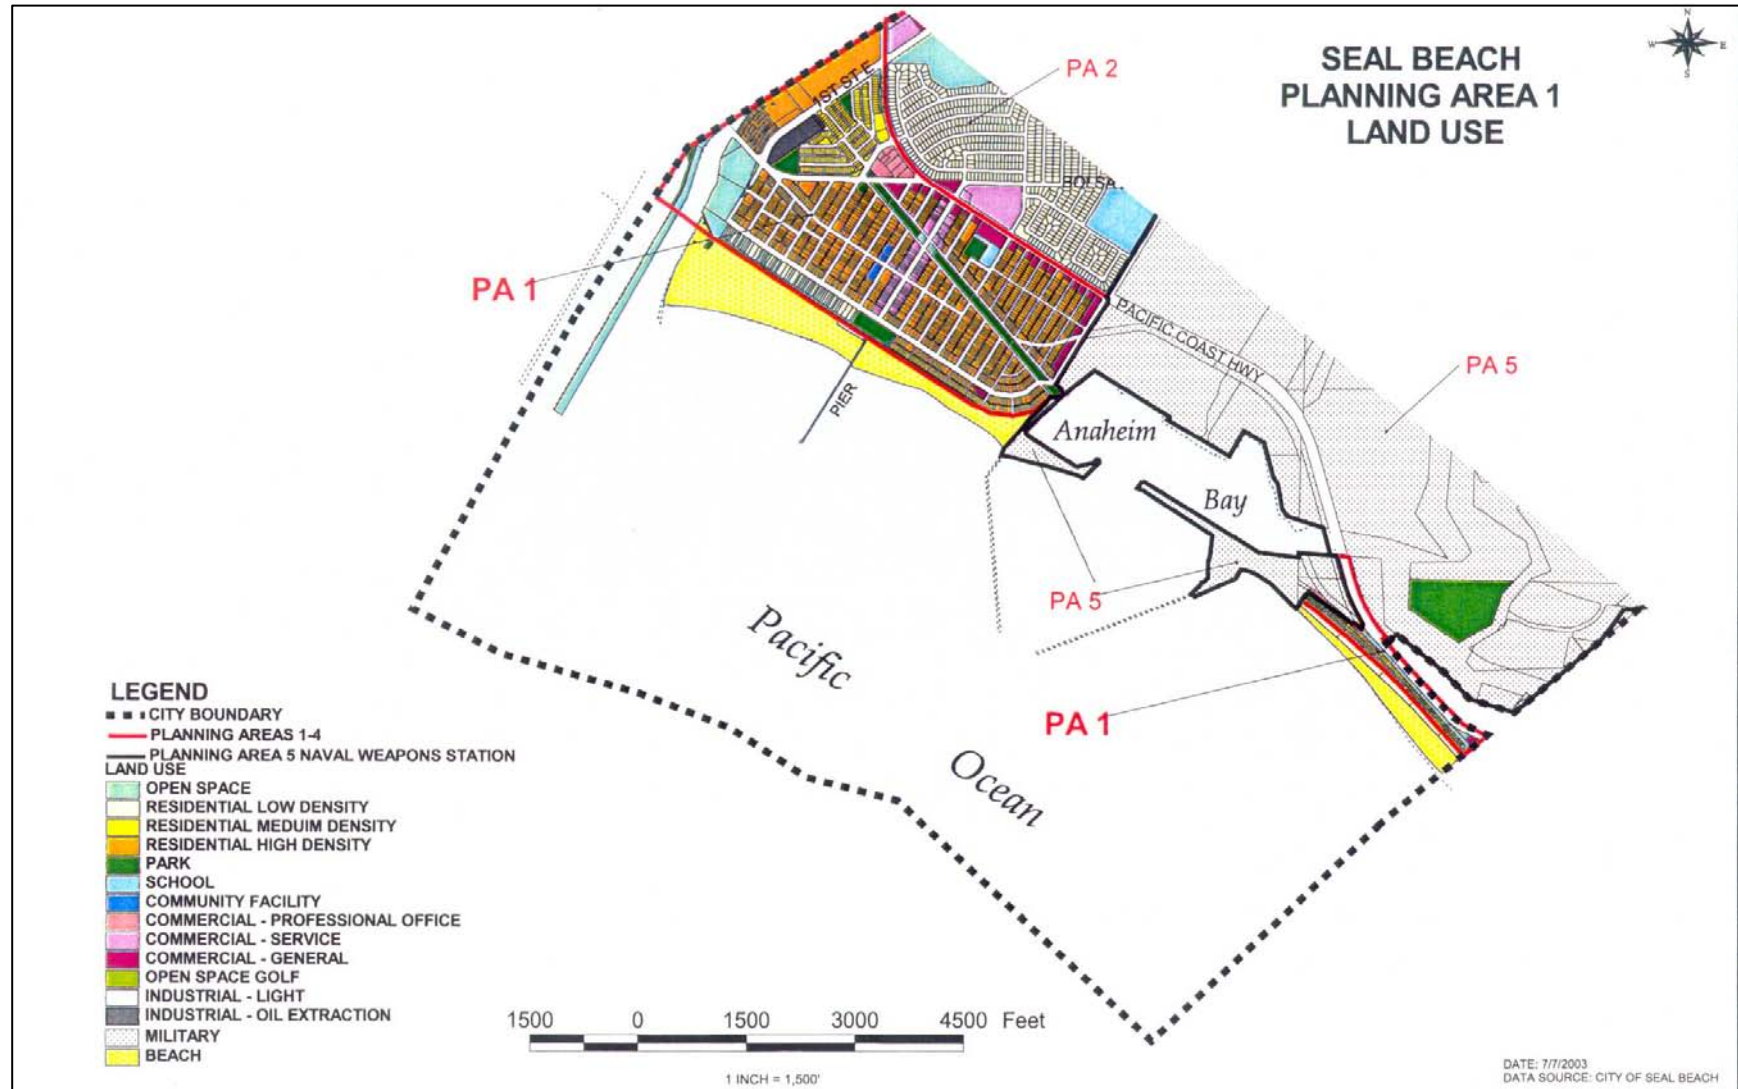 SEAL BEACH
PLANNING AREA 1
LAND USE
N
W E
S
PA 2
1ST ST E
BOLSA
PA 1
PACIFIC COAST HWY
PA 5
PIER
Anaheim
Bay
PA 5
Pacific
Ocean
PA 1
LEGEND
CITY BOUNDARY
PLANNING AREAS 1-4
PLANNING AREA 5 NAVAL WEAPONS STATION
LAND USE
OPEN SPACE
RESIDENTIAL LOW DENSITY
RESIDENTIAL MEDUIM DENSITY
RESIDENTIAL HIGH DENSITY
PARK
SCHOOL
COMMUNITY FACILITY
COMMERCIAL - PROFESSIONAL OFFICE
COMMERCIAL - SERVICE
COMMERCIAL - GENERAL
OPEN SPACE GOLF
INDUSTRIAL - LIGHT
INDUSTRIAL - OIL EXTRACTION
MILITARY
BEACH
1500 0 1500 3000 4500 Feet
1 INCH = 1,500'
DATE: 7/7/2003
DATA SOURCE: CITY OF SEAL BEACH